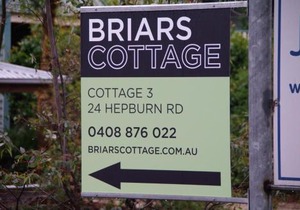 BRIARS
COTTAGE
COTTAGE 3
24 HEPBURN RD
0408 876 022
BRIARSCOTTAGE.COM.AU